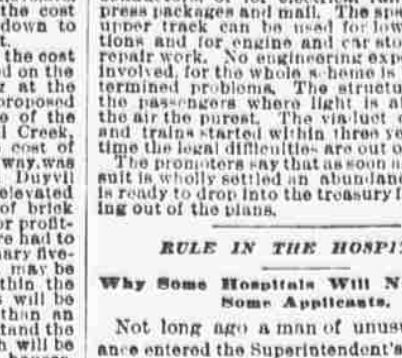 the cost
down to
t.
the cost
d on the
at the
proposed
e of the
l Creek,
cost of
way, was
Duyvil
elevated
of brick
r profit-
re had to
nary five-
may be
thin the
s will be
than an
tand the
h will be
press packages and mail. The spa
upper track can be used for low
tions and for engine and car sto
repair work. No engineering exp
involved, for the whole scheme is
termined problems. The structu
the passengers where light is a
the air the purest. The viaduct
and trains started within three ye
time the legal difficulties are out o
The promoters say that as soon a
suit is wholly settled an abundan
is ready to drop into the treasury f
ing out of the plans.
RULE IN THE HOSPI
Why Some Hospitals Will N
Some Applicants.
Not long ago a man of unus
ance entered the Superintendent's